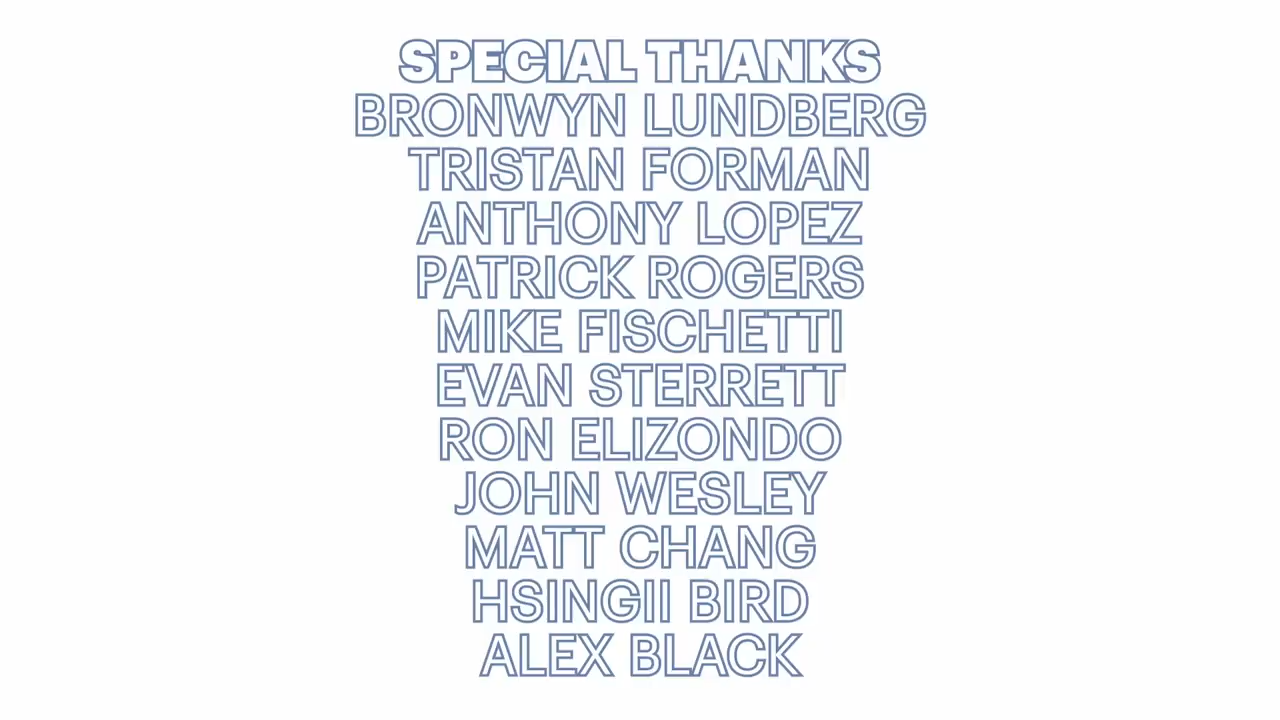 SPECIAL THANKS
BRONWYN LUNDBERG
TRISTAN FORMAN
ANTHONY LOPEZ
PATRICK ROGERS
MIKE FISCHETTI
EVAN STERRETT
RON ELIZONDO
JOHN WESLEY
MATT CHANG
HSINGII BIRD
ALEX BLACK